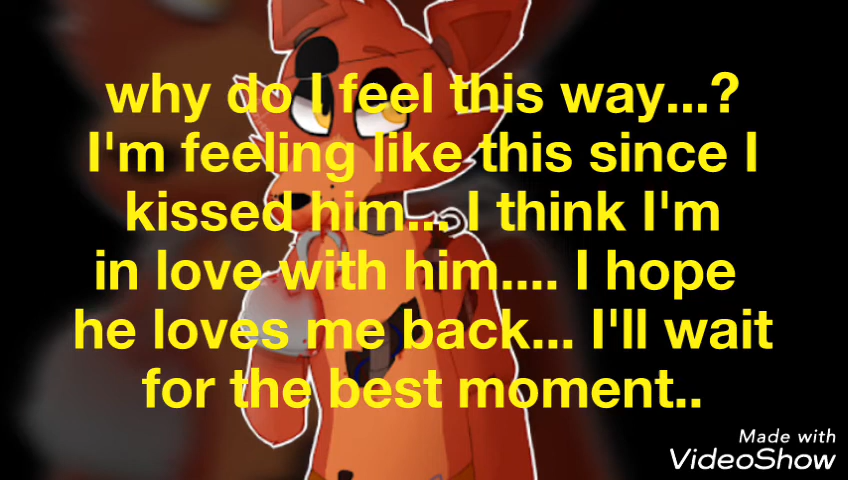 why do I feel this way...?
I'm feeling like this since I
kissed him... I think I'm
in love with him.... I hope
he loves me back... I'll wait
for the best moment..
Made with
VideoShow